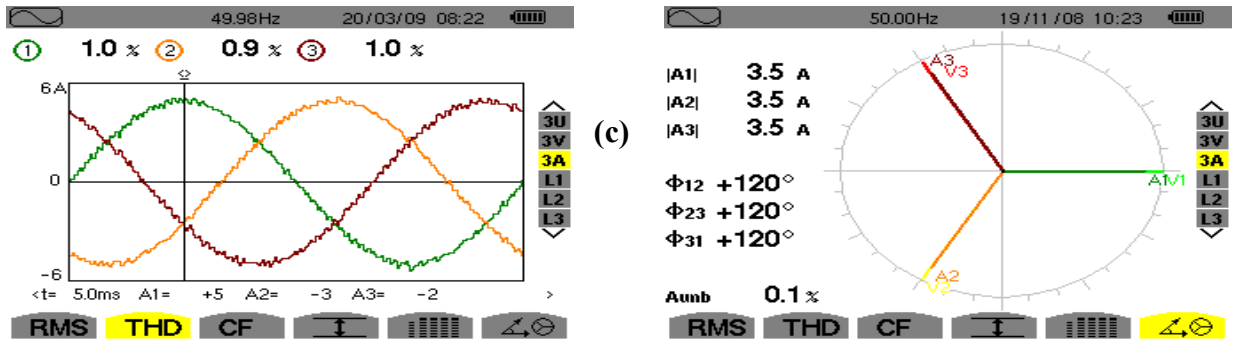 49.98Hz 20/03/09 08:22
1 1.0 % 2 0.9 % 3 1.0 %
6A
0
-6
<t= 5.0ms A1= +5 A2= -3 A3= -2 >
3U
3V
3A
L1
L2
L3
RMS THD CF
(c)
50.00Hz 19/11/08 10:23
|A1| 3.5 A
|A2| 3.5 A
|A3| 3.5 A
Φ12 +120°
Φ23 +120°
Φ31 +120°
Aunb 0.1 %
A3
V3
A1 V1
A2
V2
3U
3V
3A
L1
L2
L3
RMS THD CF